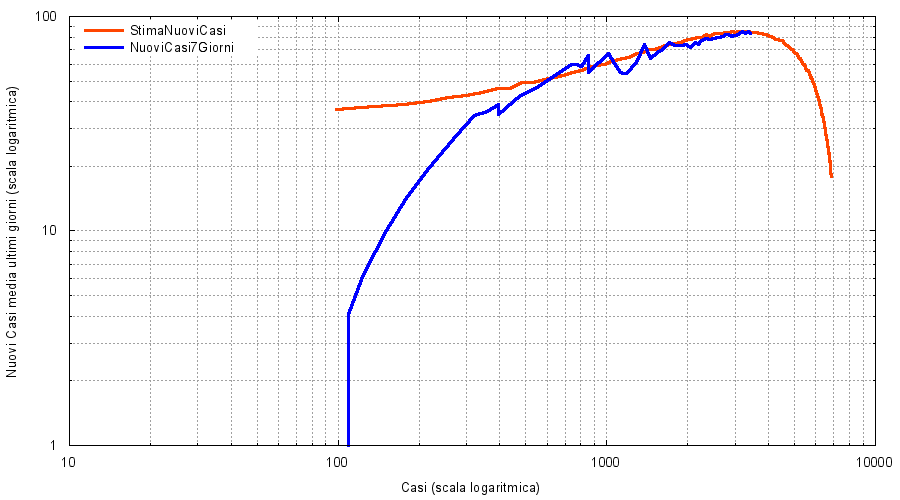 100
StimaNuoviCasi
NuoviCasi7Giorni
10
1
Nuovi Casi media ultimi giorni (scala logaritmica)
10
100
1000
10000
Casi (scala logaritmica)